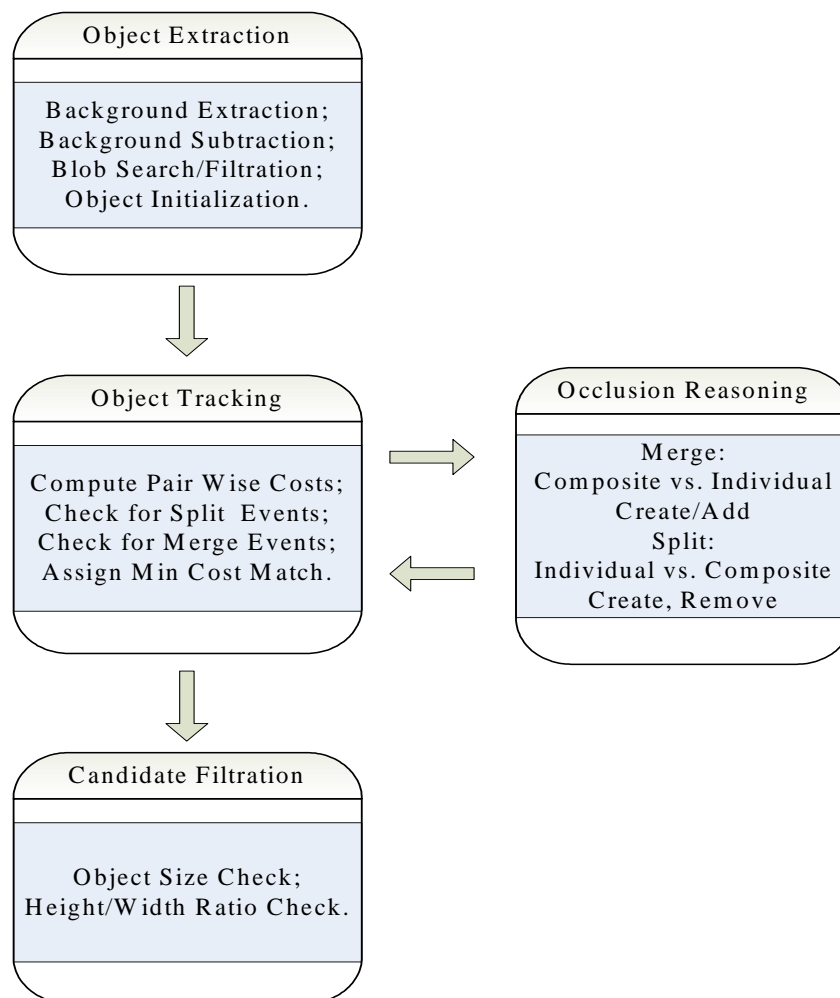 Object Extraction
Background Extraction;
Background Subtraction;
Blob Search/Filtration;
Object Initialization.
Object Tracking
Compute Pair Wise Costs;
Check for Split Events;
Check for Merge Events;
Assign Min Cost Match.
Occlusion Reasoning
Merge:
Composite vs. Individual
Create/Add
Split:
Individual vs. Composite
Create, Remove
Candidate Filtration
Object Size Check;
Height/Width Ratio Check.